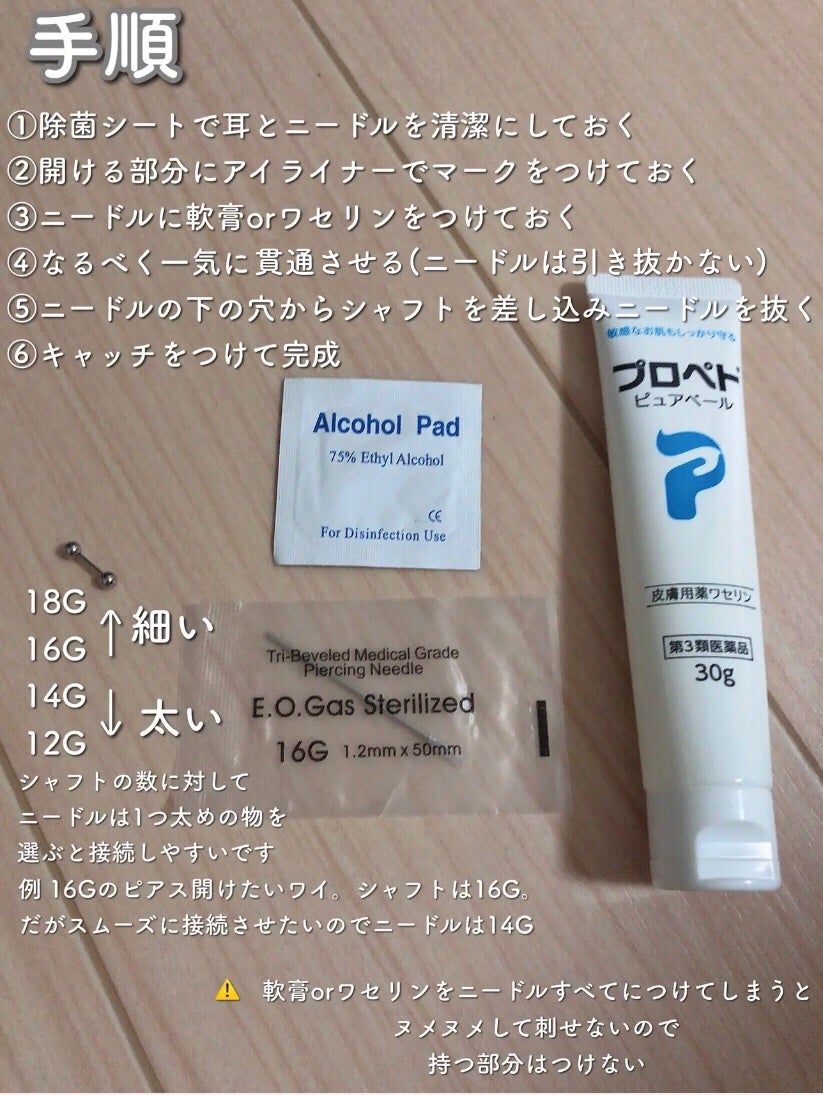 手順
①除菌シートで耳とニードルを清潔にしておく
②開ける部分にアイライナーでマークをつけておく
③ニードルに軟膏orワセリンをつけておく
④なるべく一気に貫通させる(ニードルは引き抜かない)
⑤ニードルの下の穴からシャフトを差し込みニードルを抜く
⑥キャッチをつけて完成
敏感なお肌もしっかり守る
プロペト
ピュアベール
皮膚用薬ワセリン
第3類医薬品
30g
Alcohol Pad
75% Ethyl Alcohol
CE
For Disinfection Use
18G
16G
↑細い
14G
12G
↓太い
Tri-Beveled Medical Grade
Piercing Needle
E.O.Gas Sterilized
16G 1.2mm x 50mm
シャフトの数に対して
ニードルは1つ太めの物を
選ぶと接続しやすいです
例 16Gのピアス開けたいワイ。シャフトは16G。
だがスムーズに接続させたいのでニードルは14G
⚠️ 軟膏orワセリンをニードルすべてにつけてしまうと
ヌメヌメして刺せないので
持つ部分はつけない